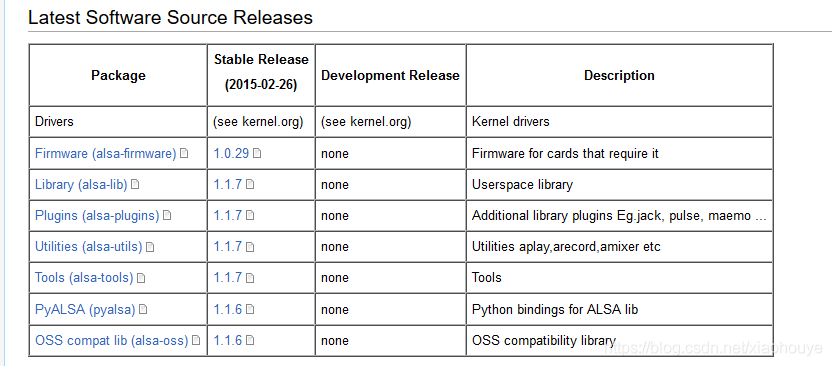 Latest Software Source Releases
Package Stable Release (2015-02-26) Development Release Description
Drivers (see kernel.org) (see kernel.org) Kernel drivers
Firmware (alsa-firmware) 1.0.29 none Firmware for cards that require it
Library (alsa-lib) 1.1.7 none Userspace library
Plugins (alsa-plugins) 1.1.7 none Additional library plugins Eg.jack, pulse, maemo ...
Utilities (alsa-utils) 1.1.7 none Utilities aplay,arecord,amixer etc
Tools (alsa-tools) 1.1.7 none Tools
PyALSA (pyalsa) 1.1.6 none Python bindings for ALSA lib
OSS compat lib (alsa-oss) 1.1.6 none OSS compatibility library
https://blog.csdn.net/xiaohouye